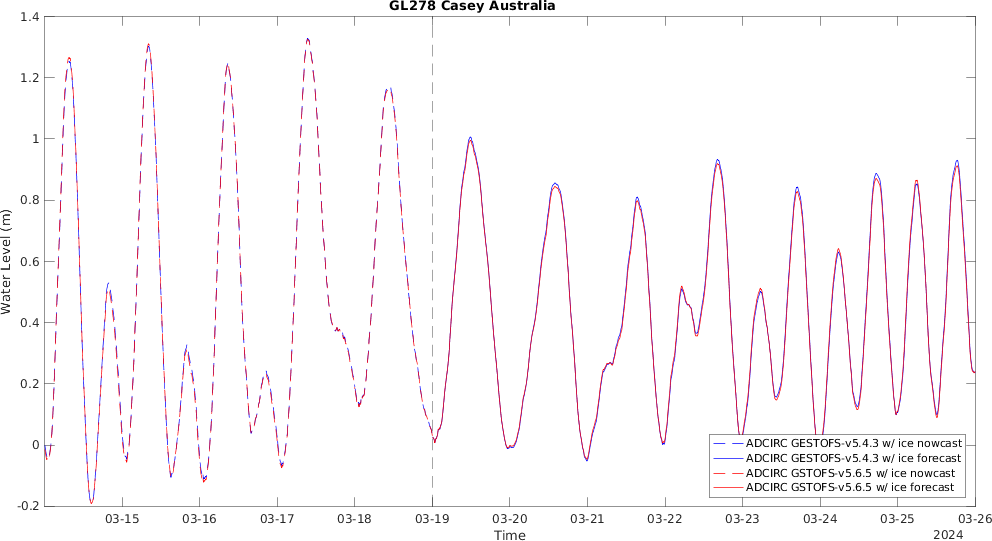 GL278 Casey Australia
1.4
1.2
1
0.8
0.6
0.4
0.2
0
-0.2
Water Level (m)
ADCIRC GESTOFS-v5.4.3 w/ ice nowcast
ADCIRC GESTOFS-v5.4.3 w/ ice forecast
ADCIRC GSTOFS-v5.6.5 w/ ice nowcast
ADCIRC GSTOFS-v5.6.5 w/ ice forecast
03-15 03-16 03-17 03-18 03-19 03-20 03-21 03-22 03-23 03-24 03-25 03-26
Time
2024